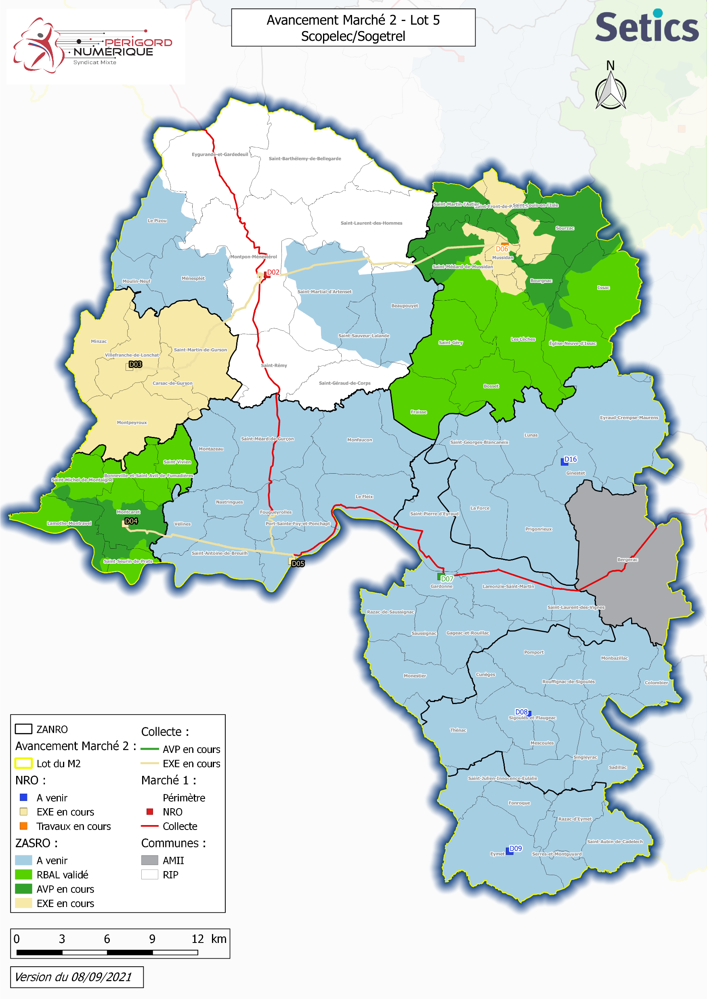 Avancement Marché 2 - Lot 5
Scopelec/Sogetrel
PÉRIGORD
NUMÉRIQUE
Syndicat Mixte
Setics
N
Eygurande-et-Gardedeuil
Saint-Barthélemy-de-Bellegarde
Saint-Martin-l'Astier
Saint-Louis-en-l'Isle
Le Pizou
Saint-Laurent-des-Hommes
Sourzac
D06
Montpon-Ménestérol
Mussidan
Saint-Médard-de-Mussidan
D02
Moulin-Neuf
Ménesplet
Bourgnac
Issac
Saint-Martial-d'Artenset
Beaupouyet
Saint-Sauveur-Lalande
Saint-Géry
Les Lèches
Église-Neuve-d'Issac
Minzac
Saint-Martin-de-Gurson
Villefranche-de-Lonchat
D03
Saint-Rémy
Carsac-de-Gurson
Saint-Géraud-de-Corps
Bosset
Fraisse
Eyraud-Crempse-Maurens
Montpeyroux
Saint-Méard-de-Gurçon
Monfaucon
Lunas
Saint-Georges-Blancaneix
Montazeau
D16
Saint-Vivien
Ginestet
Bonneville-et-Saint-Avit-de-Fumadières
Saint-Michel-de-Montaigne
Le Fleix
Nastringues
La Force
Montcaret
Fougueyrolles
Saint-Pierre-d'Eyraud
D04
Lamothe-Montravel
Vélines
Port-Sainte-Foy-et-Ponchapt
Prigonrieux
Saint-Antoine-de-Breuilh
Saint-Seurin-de-Prats
Bergerac
D05
D07
Gardonne
Lamonzie-Saint-Martin
Saint-Laurent-des-Vignes
Razac-de-Saussignac
Saussignac
Gageac-et-Rouillac
Pomport
Monbazillac
Monestier
Cunèges
Rouffignac-de-Sigoulès
Colombier
D08
Sigoulès-et-Flaugeac
Thénac
Mescoules
Singleyrac
Sadillac
Saint-Julien-Innocence-Eulalie
Fonroque
Razac-d'Eymet
Saint-Aubin-de-Cadelech
D09
Eymet
Serres-et-Montguyard
ZANRO
Avancement Marché 2 :
Lot du M2
NRO :
A venir
EXE en cours
Travaux en cours
ZASRO :
A venir
RBAL validé
AVP en cours
EXE en cours
Collecte :
AVP en cours
EXE en cours
Marché 1 :
Périmètre
NRO
Collecte
Communes :
AMII
RIP
0 3 6 9 12 km
Version du 08/09/2021